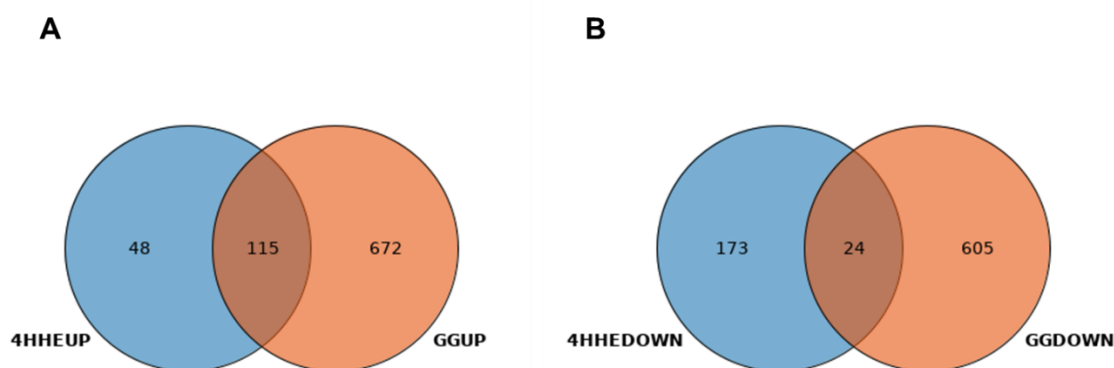 A
B
48
115
672
173
24
605
4HHEUP
GGUP
4HHEDOWN
GGDOWN